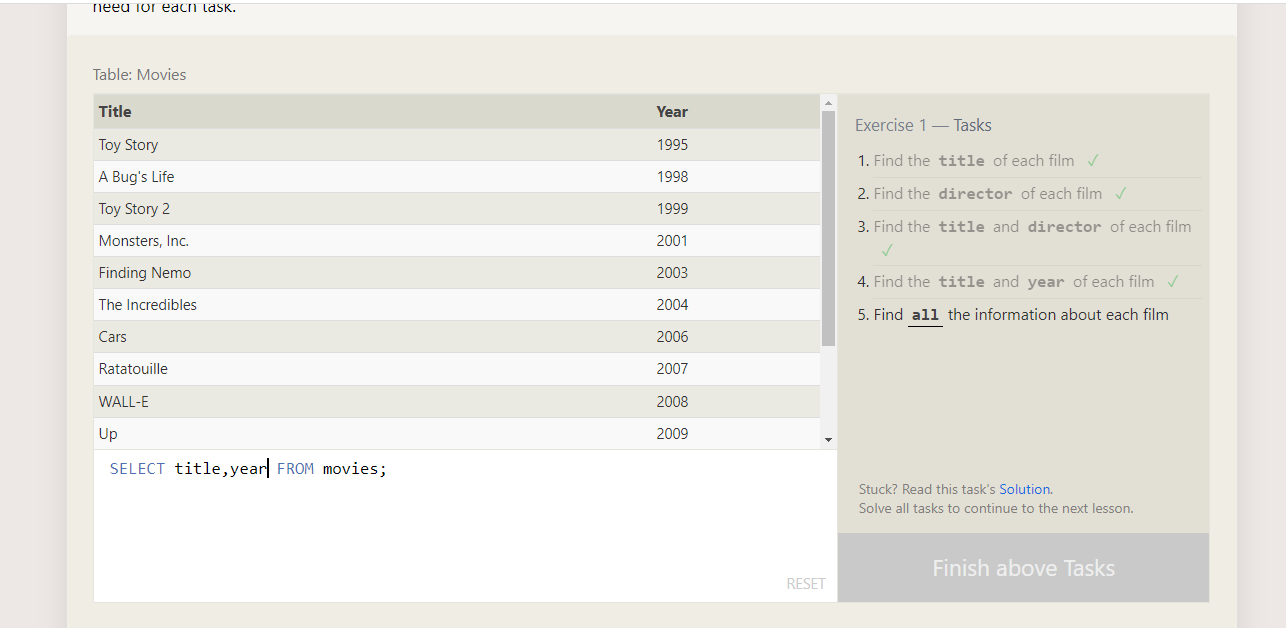 need for each task.
Table: Movies
Title Year
Toy Story 1995
A Bug's Life 1998
Toy Story 2 1999
Monsters, Inc. 2001
Finding Nemo 2003
The Incredibles 2004
Cars 2006
Ratatouille 2007
WALL-E 2008
Up 2009
SELECT title,year FROM movies;
RESET
Exercise 1 — Tasks
1. Find the title of each film ✓
2. Find the director of each film ✓
3. Find the title and director of each film
✓
4. Find the title and year of each film ✓
5. Find all the information about each film
Stuck? Read this task's Solution.
Solve all tasks to continue to the next lesson.
Finish above Tasks